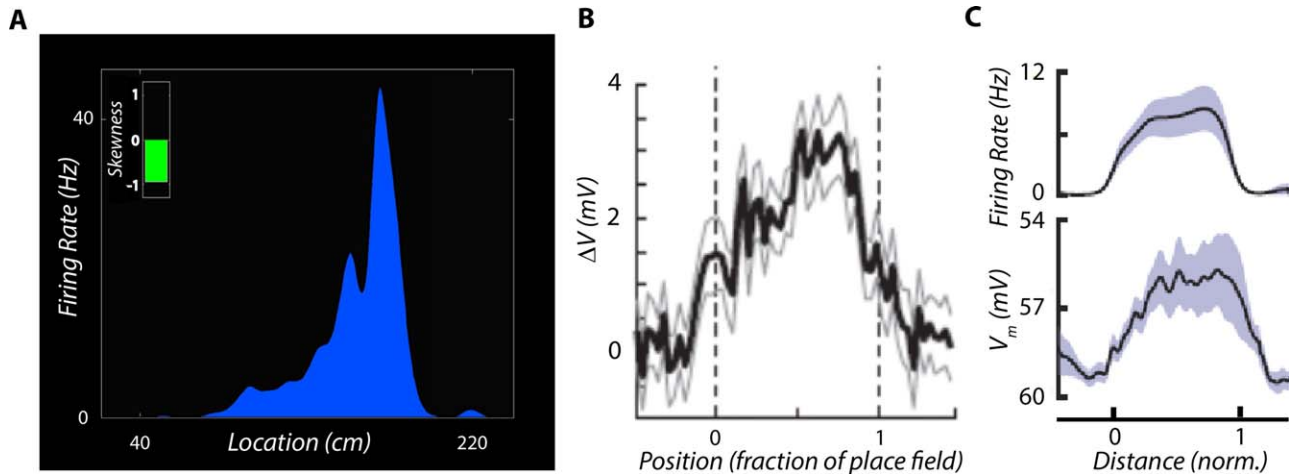 A
Skewness
1
0
-1
40
Firing Rate (Hz)
0
40
Location (cm)
220
B
ΔV (mV)
4
2
0
0
1
Position (fraction of place field)
C
Firing Rate (Hz)
12
0
V_m (mV)
54
57
60
0
1
Distance (norm.)